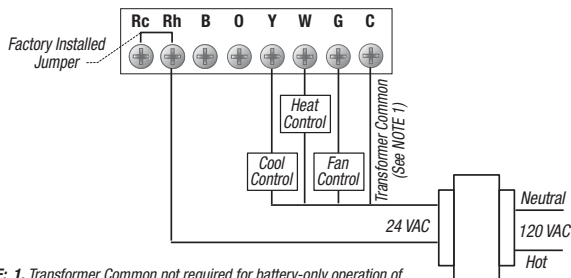 Rc Rh B O Y W G C
Factory Installed
Jumper
Heat
Control
Cool
Control
Fan
Control
Transformer Common
(See NOTE 1)
24 VAC
Neutral
120 VAC
Hot
E: 1. Transformer Common not required for battery-only operation of